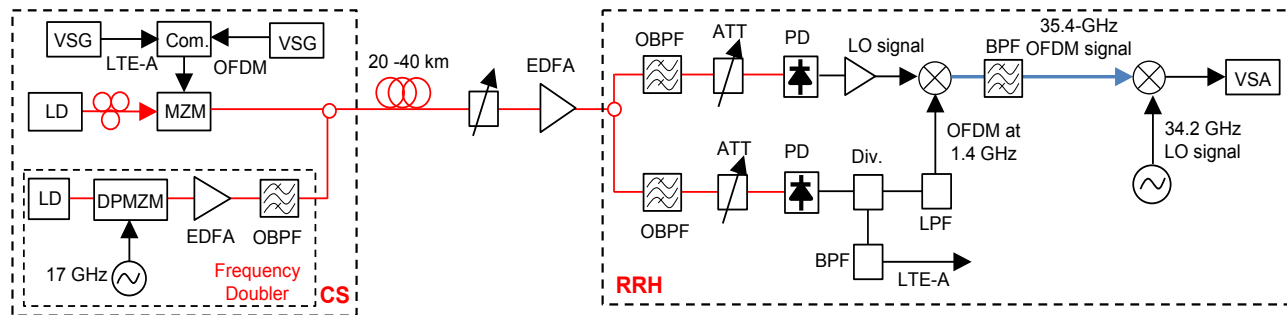 VSG
Com.
VSG
LTE-A
OFDM
LD
MZM
LD
DPMZM
EDFA
OBPF
17 GHz
Frequency
Doubler
CS
20 -40 km
EDFA
OBPF
ATT
PD
LO signal
BPF
35.4-GHz
OFDM signal
VSA
OFDM at
1.4 GHz
34.2 GHz
LO signal
OBPF
ATT
PD
Div.
LPF
BPF
LTE-A
RRH